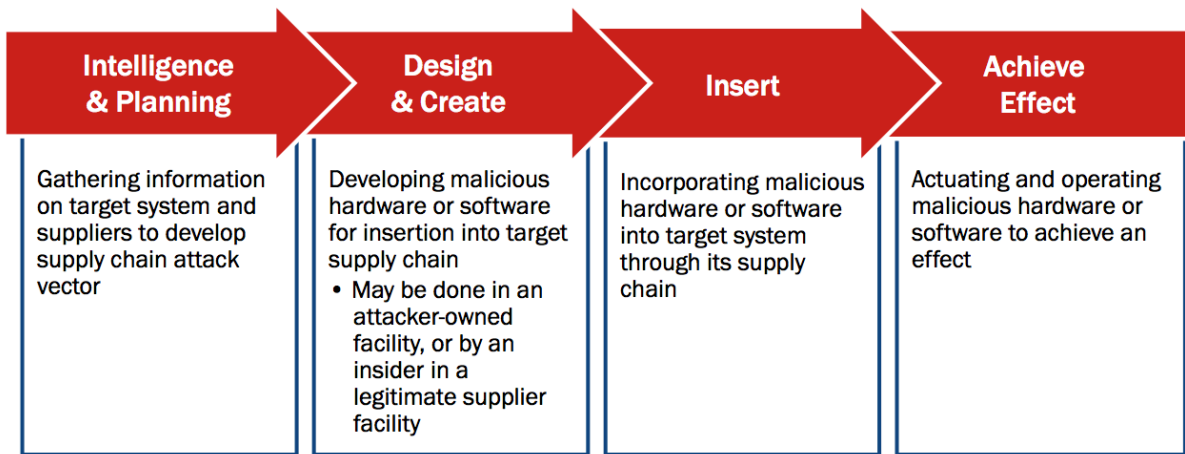 Intelligence
& Planning
Design
& Create
Insert
Achieve
Effect
Gathering information
on target system and
suppliers to develop
supply chain attack
vector
Developing malicious
hardware or software
for insertion into target
supply chain
• May be done in an
attacker-owned
facility, or by an
insider in a
legitimate supplier
facility
Incorporating malicious
hardware or software
into target system
through its supply
chain
Actuating and operating
malicious hardware or
software to achieve an
effect